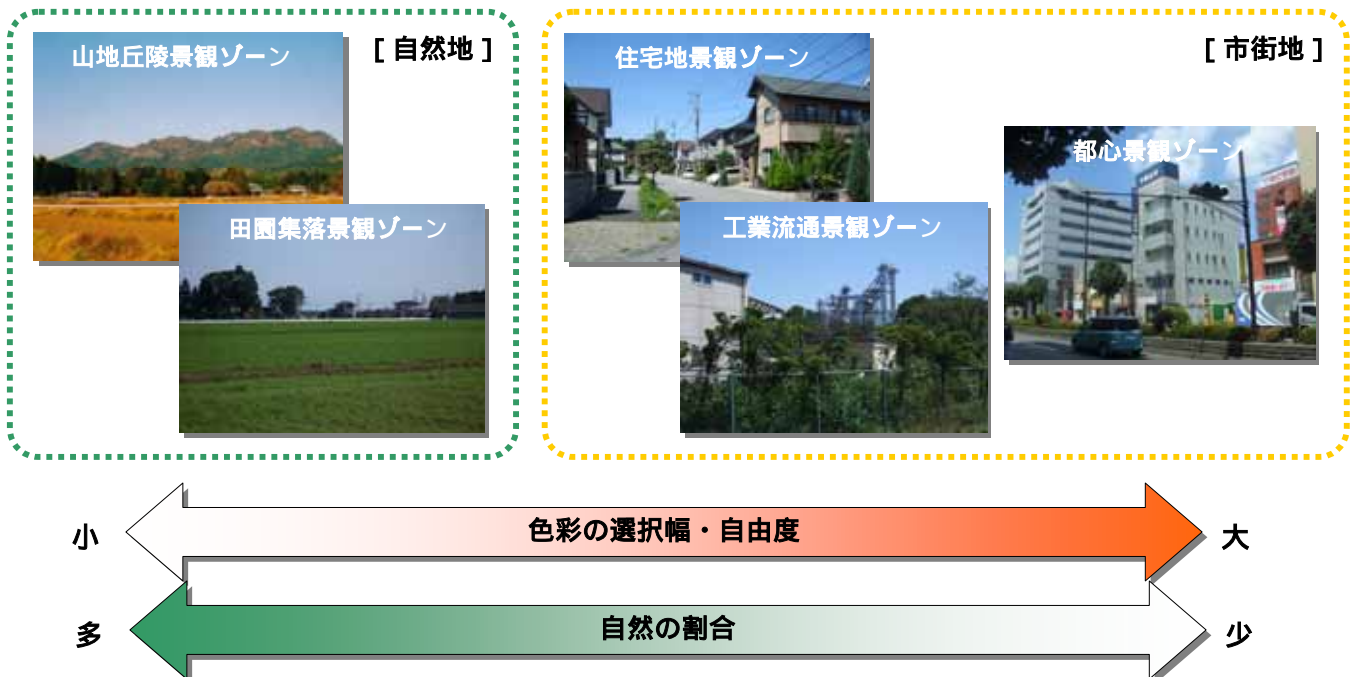 [ 自然地 ]
山地丘陵景観ゾーン
田園集落景観ゾーン
[ 市街地 ]
住宅地景観ゾーン
工業流通景観ゾーン
都心景観ゾーン
小 色彩の選択幅・自由度 大
多 自然の割合 少